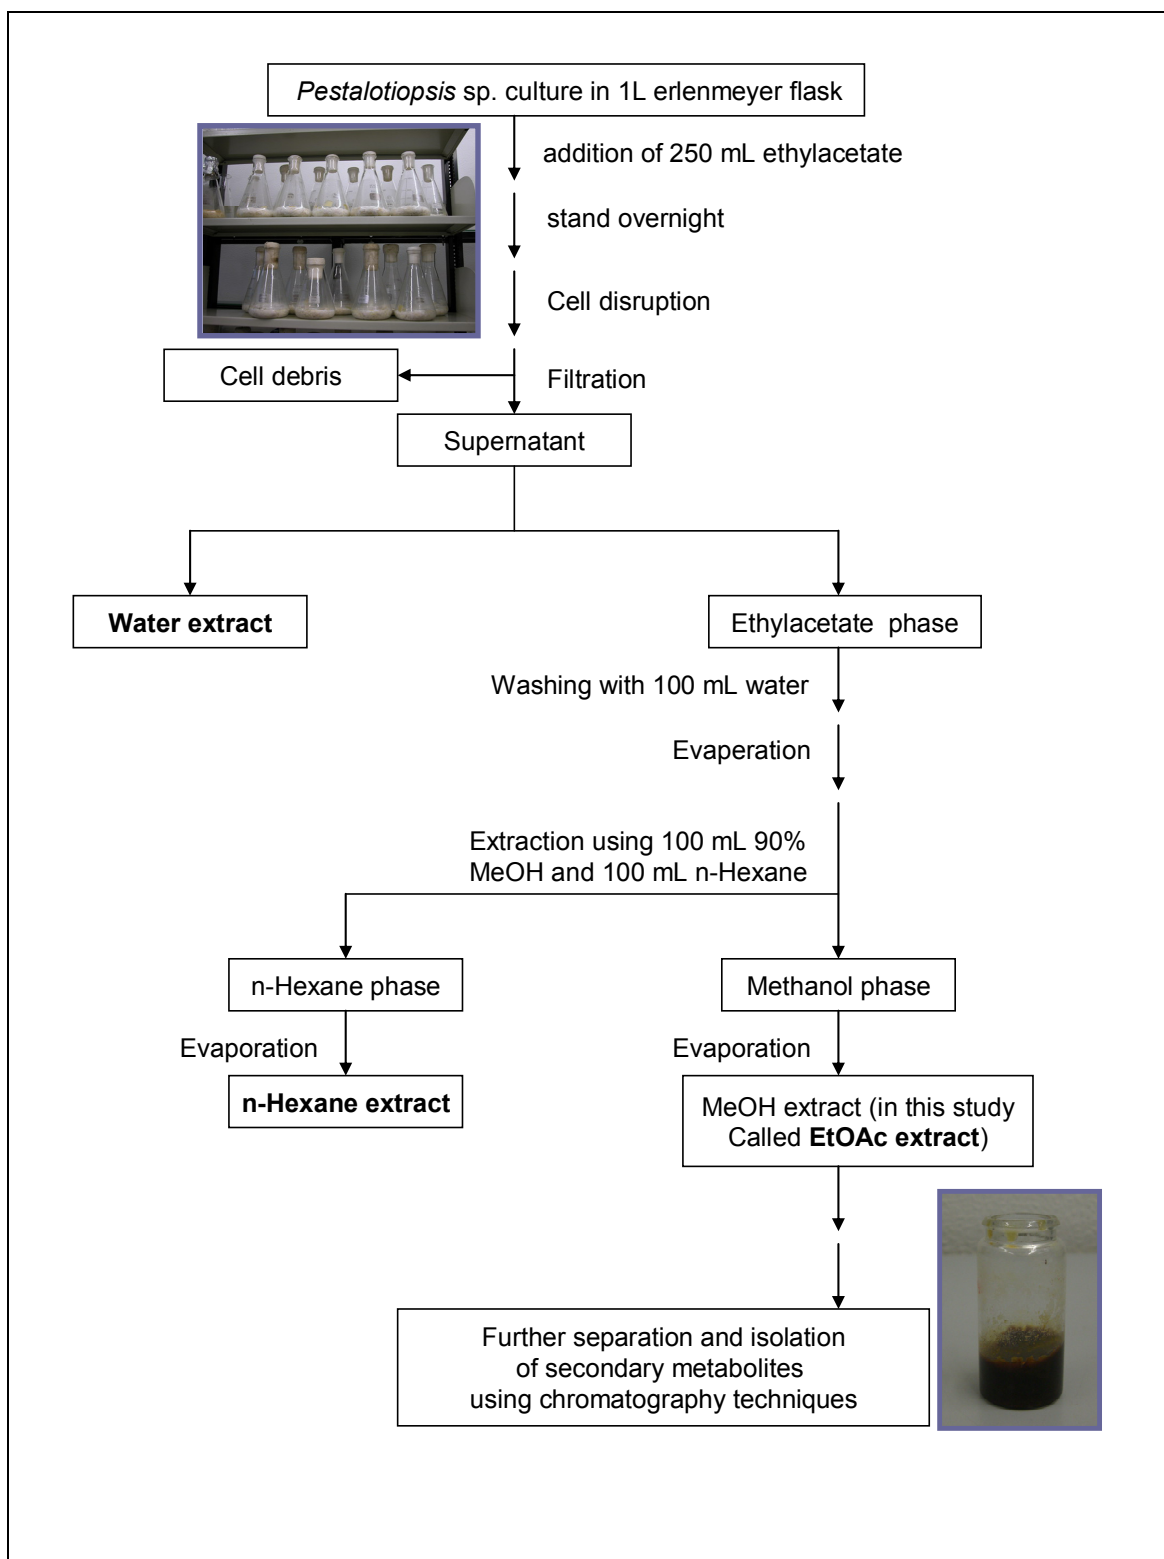 Pestalotiopsis sp. culture in 1L erlenmeyer flask
addition of 250 mL ethylacetate
stand overnight
Cell disruption
Cell debris
Filtration
Supernatant
Water extract
Ethylacetate phase
Washing with 100 mL water
Evaperation
Extraction using 100 mL 90%
MeOH and 100 mL n-Hexane
n-Hexane phase
Methanol phase
Evaporation
Evaporation
n-Hexane extract
MeOH extract (in this study
Called EtOAc extract)
Further separation and isolation
of secondary metabolites
using chromatography techniques